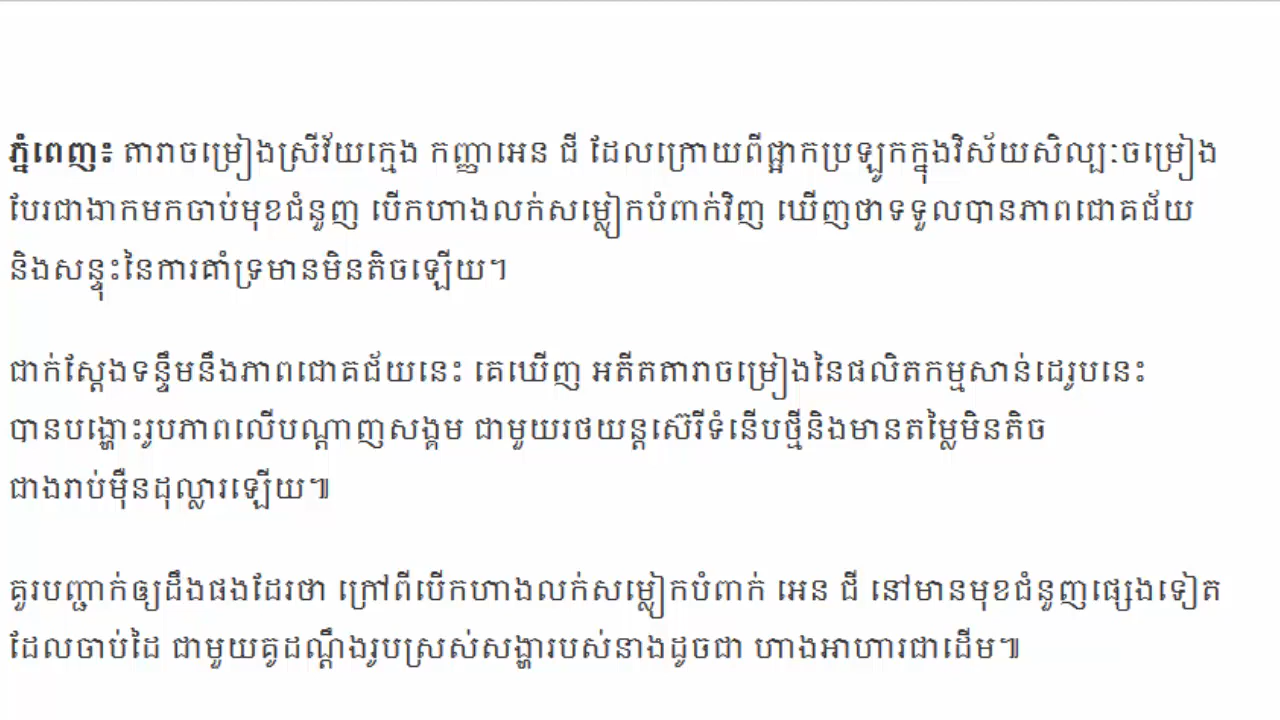 ភ្នំពេញ៖ តារាចម្រៀងស្រីវ័យក្មេង កញ្ញាអេន ជី ដែលក្រោយពីផ្អាកប្រឡូកក្នុងវិស័យសិល្បៈចម្រៀង
បែរជាងាកមកចាប់មុខជំនួញ បើកហាងលក់សម្លៀកបំពាក់វិញ ឃើញថាទទួលបានភាពជោគជ័យ
និងសន្ទុះនៃការគាំទ្រមានមិនតិចឡើយ។
ជាក់ស្តែងទន្ទឹមនឹងភាពជោគជ័យនេះ គេឃើញ អតីតតារាចម្រៀងនៃផលិតកម្មសាន់ដេរូបនេះ
បានបង្ហោះរូបភាពលើបណ្តាញសង្គម ជាមួយរថយន្តស៊េរីទំនើបថ្មីនិងមានតម្លៃមិនតិច
ជាងរាប់ម៉ឺនដុល្លារឡើយ៕
គួរបញ្ជាក់ឲ្យដឹងផងដែរថា ក្រៅពីបើកហាងលក់សម្លៀកបំពាក់ អេន ជី នៅមានមុខជំនួញផ្សេងទៀត
ដែលចាប់ដៃ ជាមួយគូដណ្តឹងរូបស្រស់សង្ហារបស់នាងដូចជា ហាងអាហារជាដើម៕